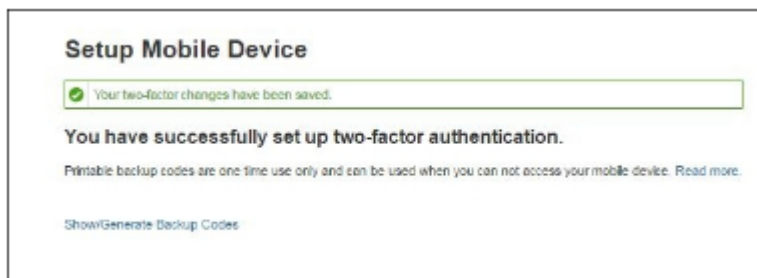 Setup Mobile Device
Your two-factor changes have been saved.
You have successfully set up two-factor authentication.
Printable backup codes are one time use only and can be used when you can not access your mobile device. Read more.
Show/Generate Backup Codes